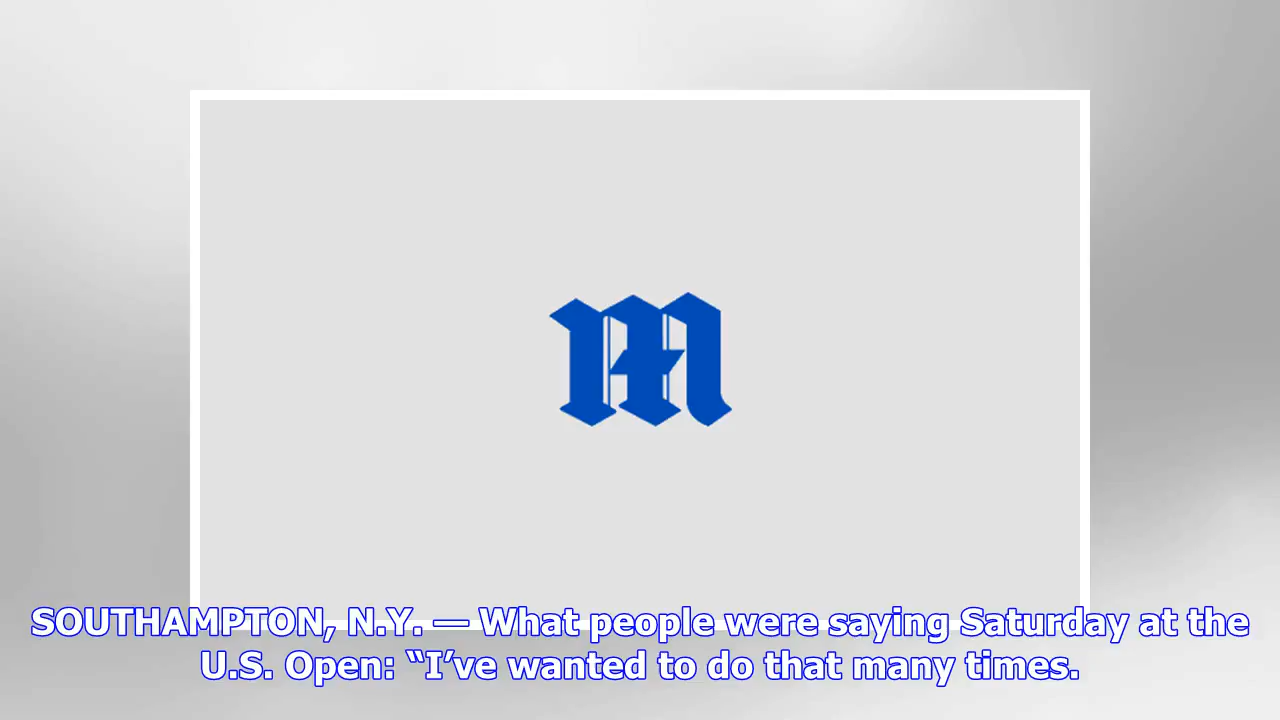 m
SOUTHAMPTON, N.Y. — What people were saying Saturday at the
U.S. Open: “I’ve wanted to do that many times.